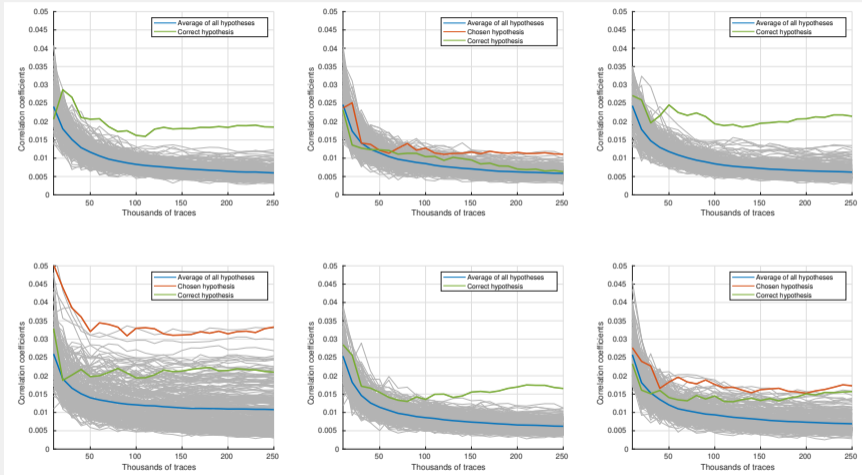 0.05
0.045
0.04
0.035
0.03
0.025
0.02
0.015
0.01
0.005
0
Correlation coefficients
Average of all hypotheses
Correct hypothesis
50 100 150 200 250
Thousands of traces
0.05
0.045
0.04
0.035
0.03
0.025
0.02
0.015
0.01
0.005
0
Correlation coefficients
Average of all hypotheses
Chosen hypothesis
Correct hypothesis
50 100 150 200 250
Thousands of traces
0.05
0.045
0.04
0.035
0.03
0.025
0.02
0.015
0.01
0.005
0
Correlation coefficients
Average of all hypotheses
Correct hypothesis
50 100 150 200 250
Thousands of traces
0.05
0.045
0.04
0.035
0.03
0.025
0.02
0.015
0.01
0.005
0
Correlation coefficients
Average of all hypotheses
Chosen hypothesis
Correct hypothesis
50 100 150 200 250
Thousands of traces
0.05
0.045
0.04
0.035
0.03
0.025
0.02
0.015
0.01
0.005
0
Correlation coefficients
Average of all hypotheses
Correct hypothesis
50 100 150 200 250
Thousands of traces
0.05
0.045
0.04
0.035
0.03
0.025
0.02
0.015
0.01
0.005
0
Correlation coefficients
Average of all hypotheses
Chosen hypothesis
Correct hypothesis
50 100 150 200 250
Thousands of traces